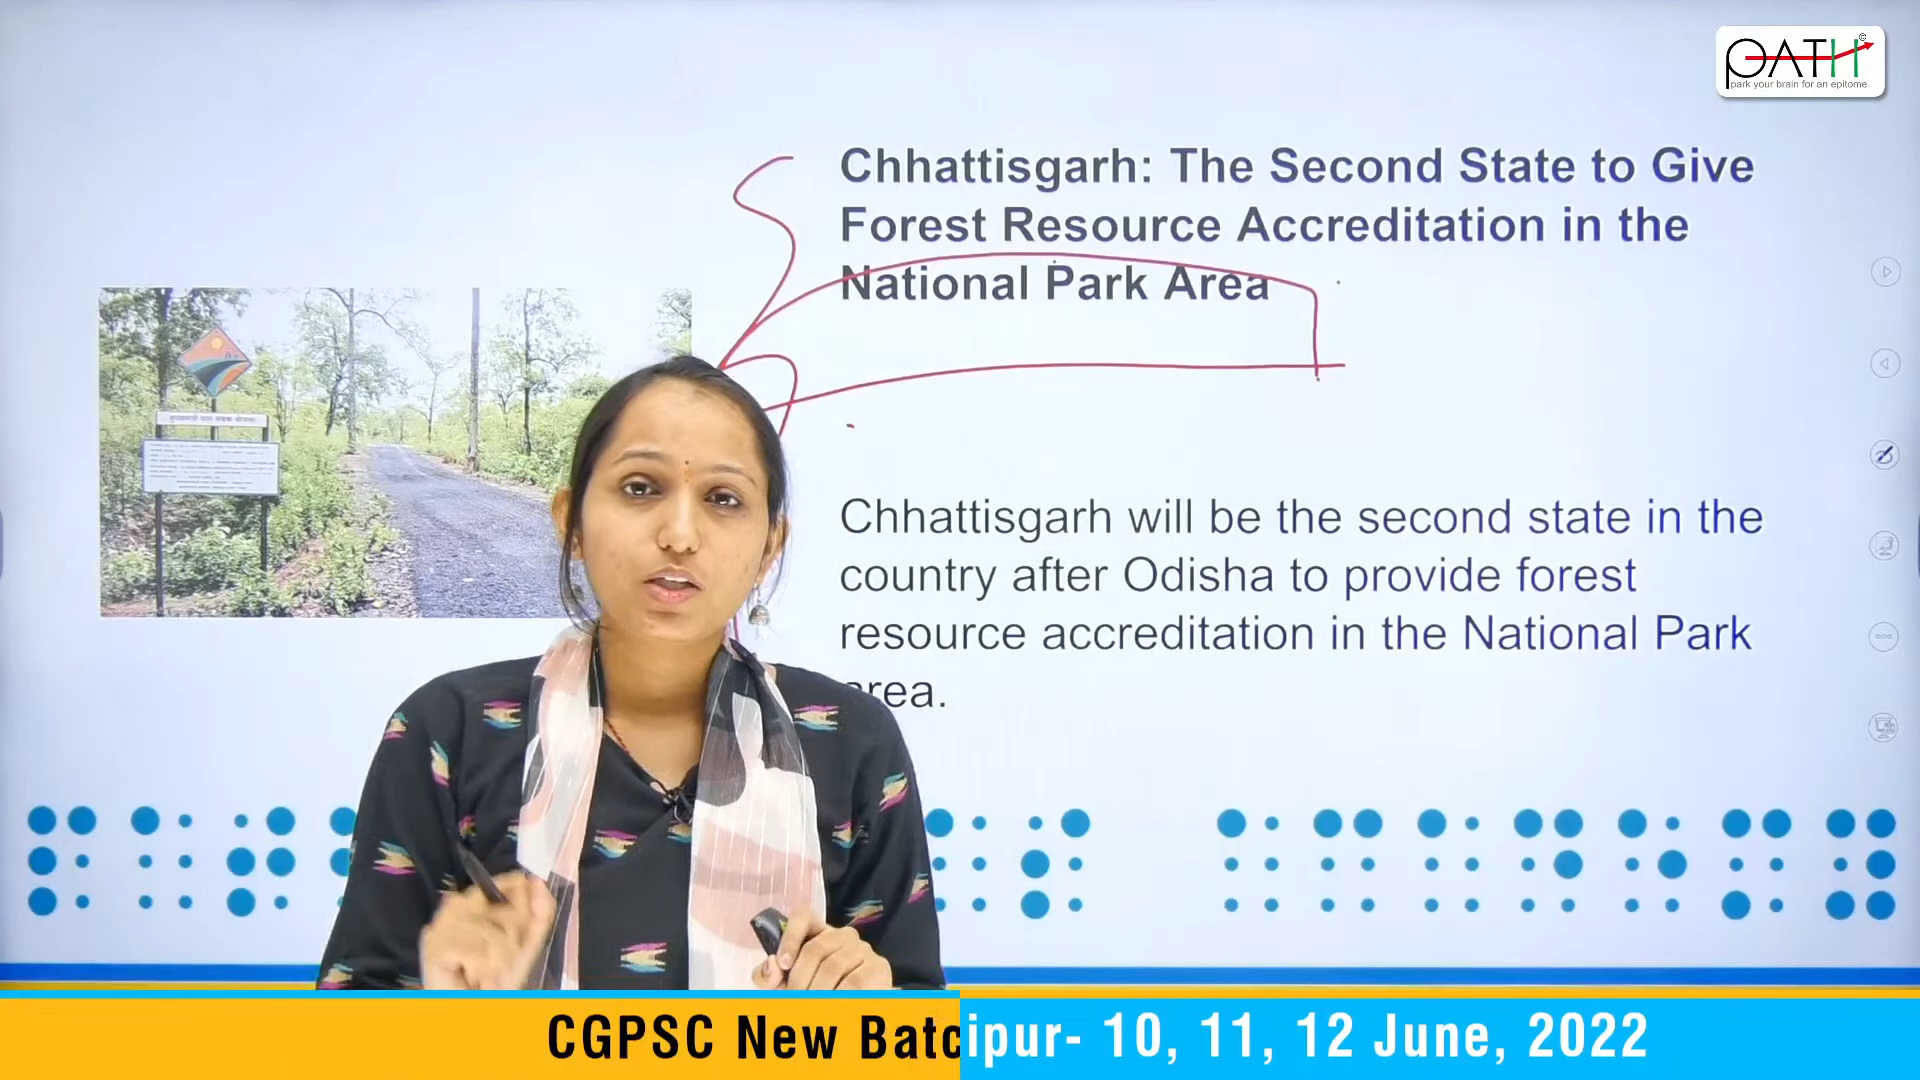 PATH
©
park your brain for an epitome
Chhattisgarh: The Second State to Give
Forest Resource Accreditation in the
National Park Area
Chhattisgarh will be the second state in the
country after Odisha to provide forest
resource accreditation in the National Park
area.
CGPSC New Batc
ipur- 10, 11, 12 June, 2022